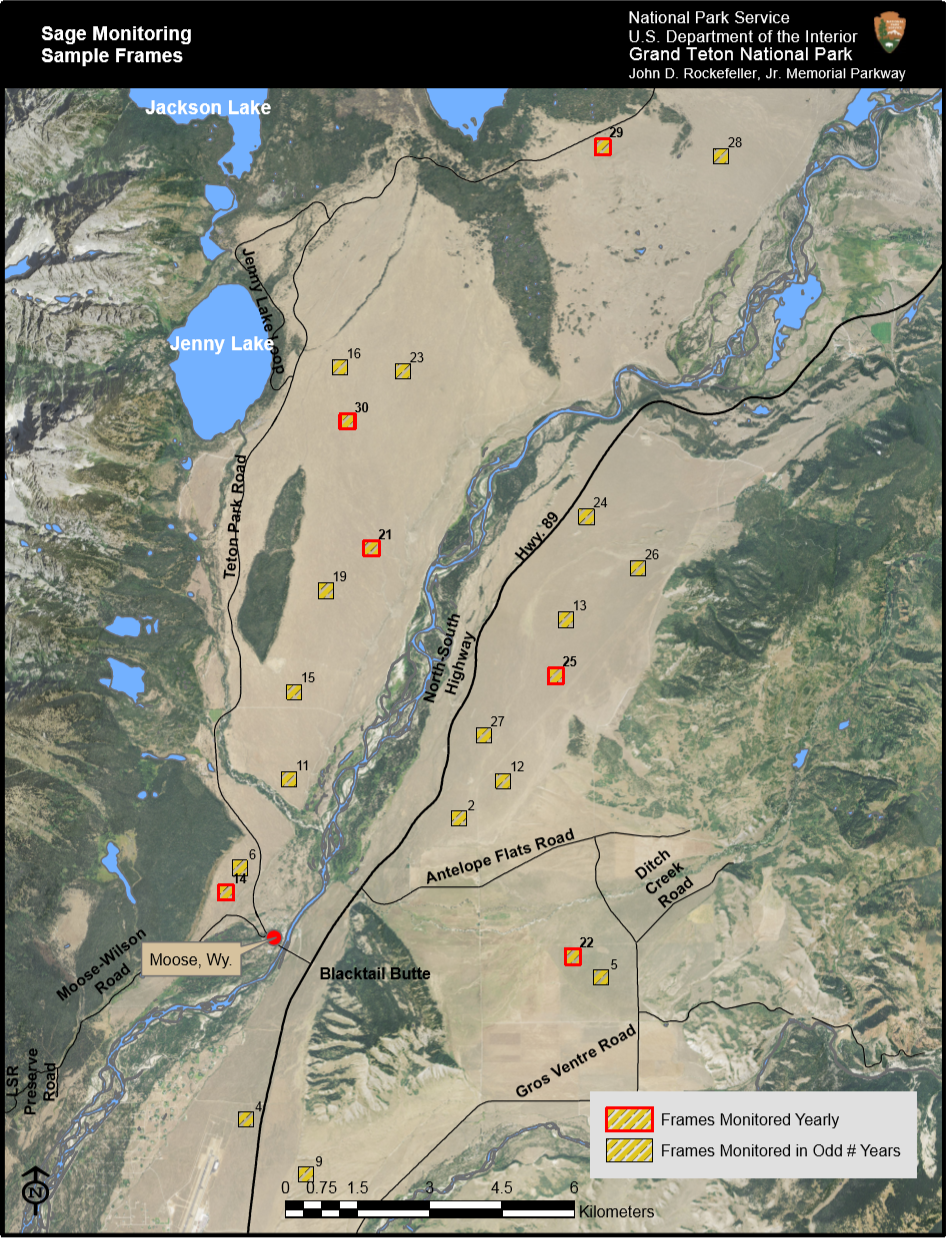 Sage Monitoring
Sample Frames
National Park Service
U.S. Department of the Interior
Grand Teton National Park
John D. Rockefeller, Jr. Memorial Parkway
Jackson Lake
29
28
Jenny Lake Loop
Jenny Lake
16
23
30
Teton Park Road
24
Hwy. 89
21
26
19
13
North-South
Highway
25
15
27
11
12
2
Antelope Flats Road
Ditch
Creek
Road
6
14
Moose-Wilson
Road
Moose, Wy.
22
5
Blacktail Butte
LSR
Preserve
Road
Gros Ventre Road
4
9
Frames Monitored Yearly
Frames Monitored in Odd # Years
N
0 0.75 1.5 3 4.5 6
Kilometers